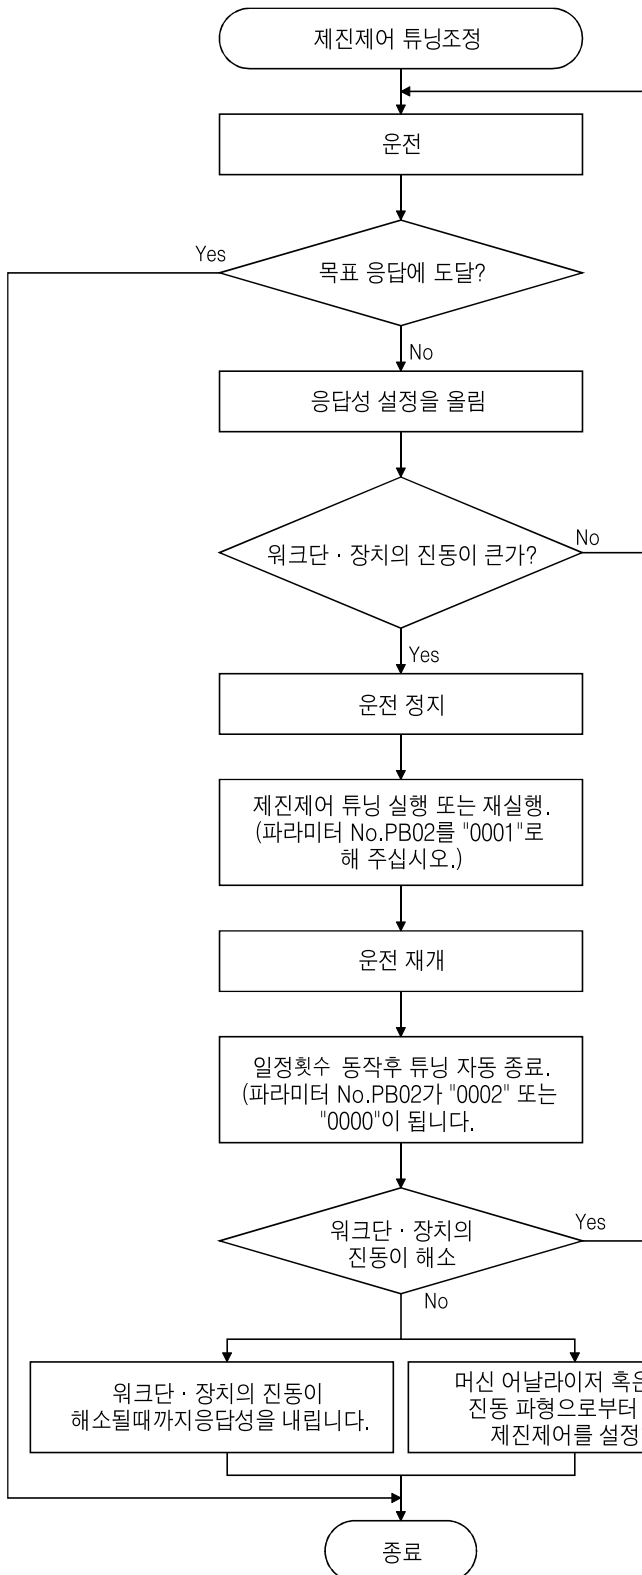 제진제어 튜닝조정
운전
Yes
목표 응답에 도달?
No
응답성 설정을 올림
워크단 · 장치의 진동이 큰가?
No
Yes
운전 정지
제진제어 튜닝 실행 또는 재실행.
(파라미터 No.PB02를 "0001"로
해 주십시오.)
운전 재개
일정횟수 동작후 튜닝 자동 종료.
(파라미터 No.PB02가 "0002" 또는
"0000"이 됩니다.
워크단 · 장치의
진동이 해소
Yes
No
워크단 · 장치의 진동이
해소될때까지응답성을 내립니다.
머신 어날라이저 혹은
진동 파형으로부터
제진제어를 설정
종료